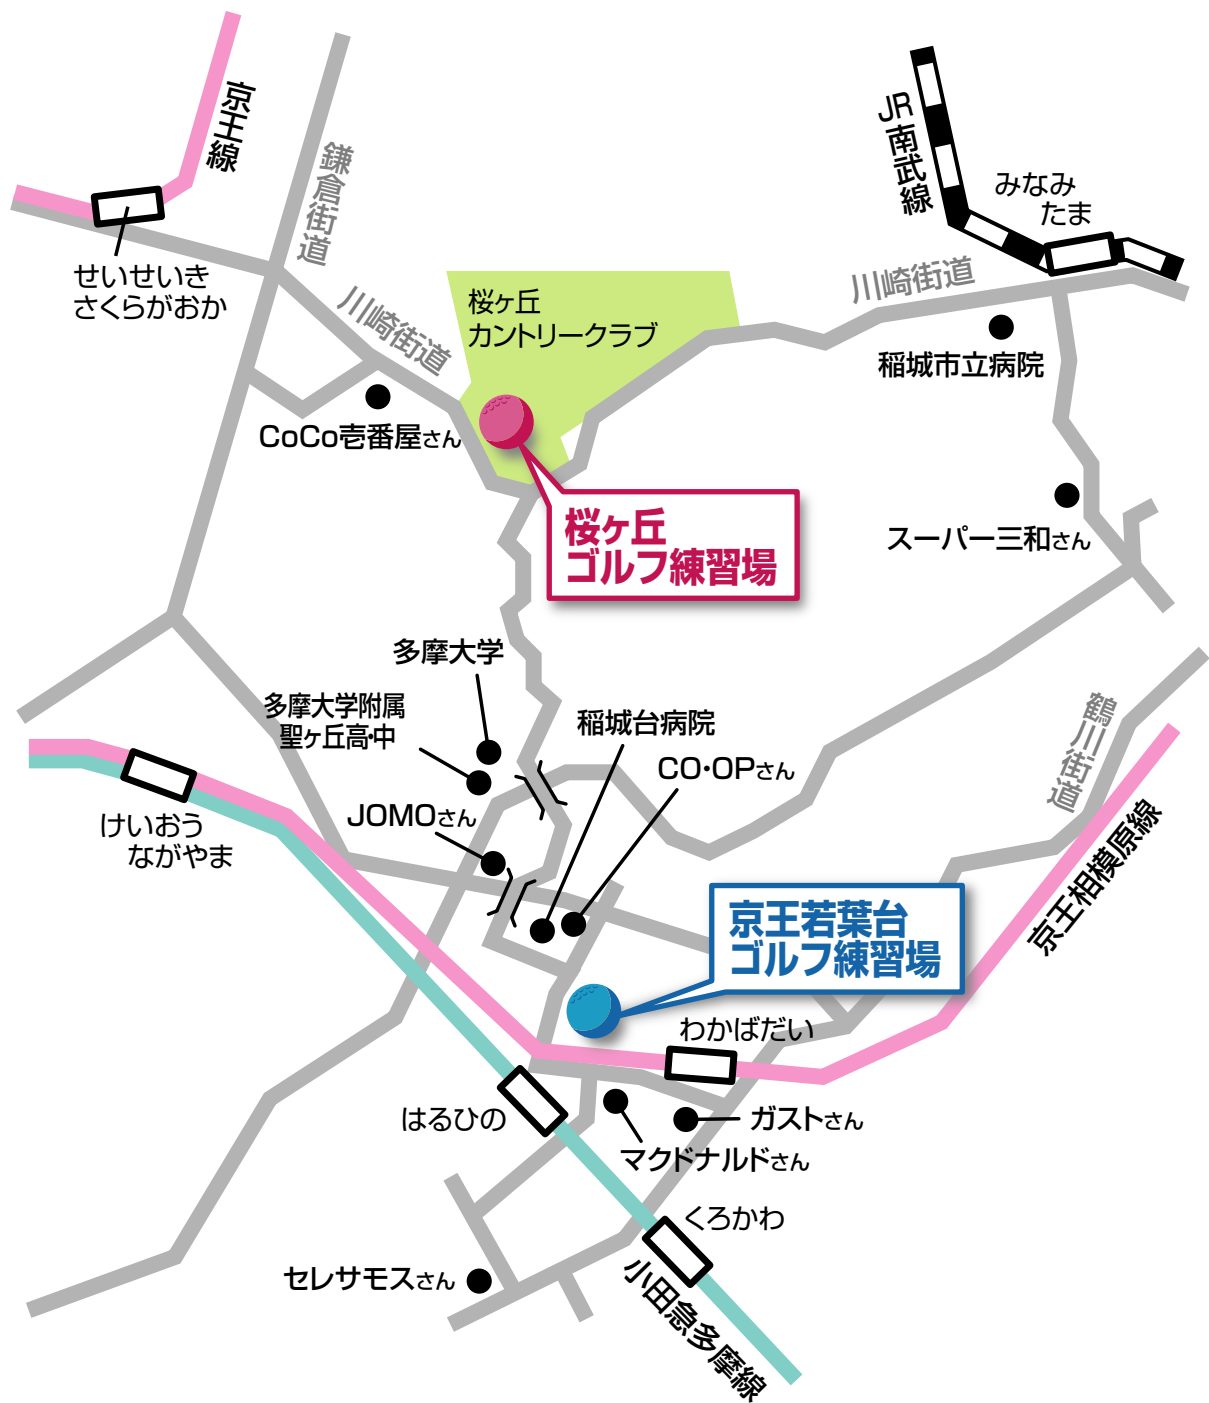 京王線
鎌倉街道
JR南武線
みなみ
たま
せいせいき
さくらがおか
川崎街道
桜ヶ丘
カントリークラブ
川崎街道
稲城市立病院
CoCo壱番屋さん
桜ヶ丘
ゴルフ練習場
スーパー三和さん
多摩大学
多摩大学附属
聖ヶ丘高・中
稲城台病院
CO・OPさん
鶴川街道
JOMOさん
けいおう
ながやま
京王相模原線
京王若葉台
ゴルフ練習場
わかばだい
はるひの
ガストさん
マクドナルドさん
くろかわ
セレサモスさん
小田急多摩線